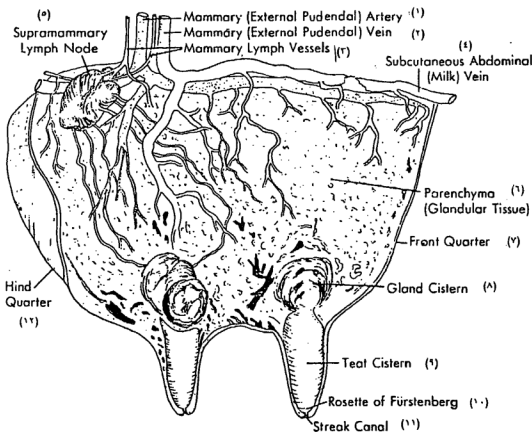 (٥)
Supramammary
Lymph Node
Mammary (External Pudendal) Artery (١)
Mammary (External Pudendal) Vein (٢)
Mammary Lymph Vessels (٣)
(٤)
Subcutaneous Abdominal
(Milk) Vein
Parenchyma (٦)
(Glandular Tissue)
Front Quarter (٧)
Gland Cistern (٨)
Hind
Quarter
(١٢)
Teat Cistern (٩)
Rosette of Fürstenberg (١٠)
Streak Canal (١١)